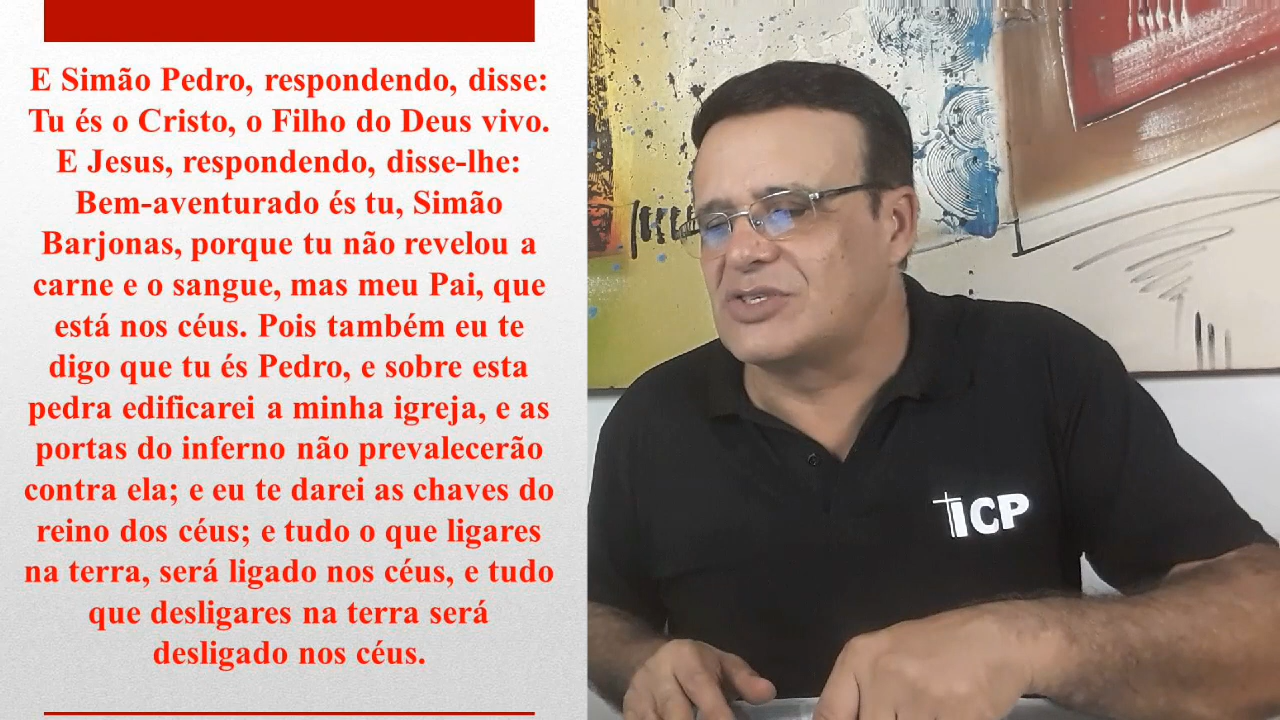 E Simão Pedro, respondendo, disse:
Tu és o Cristo, o Filho do Deus vivo.
E Jesus, respondendo, disse-lhe:
Bem-aventurado és tu, Simão
Barjonas, porque tu não revelou a
carne e o sangue, mas meu Pai, que
está nos céus. Pois também eu te
digo que tu és Pedro, e sobre esta
pedra edificarei a minha igreja, e as
portas do inferno não prevalecerão
contra ela; e eu te darei as chaves do
reino dos céus; e tudo o que ligares
na terra, será ligado nos céus, e tudo
que desligares na terra será
desligado nos céus.
ICP